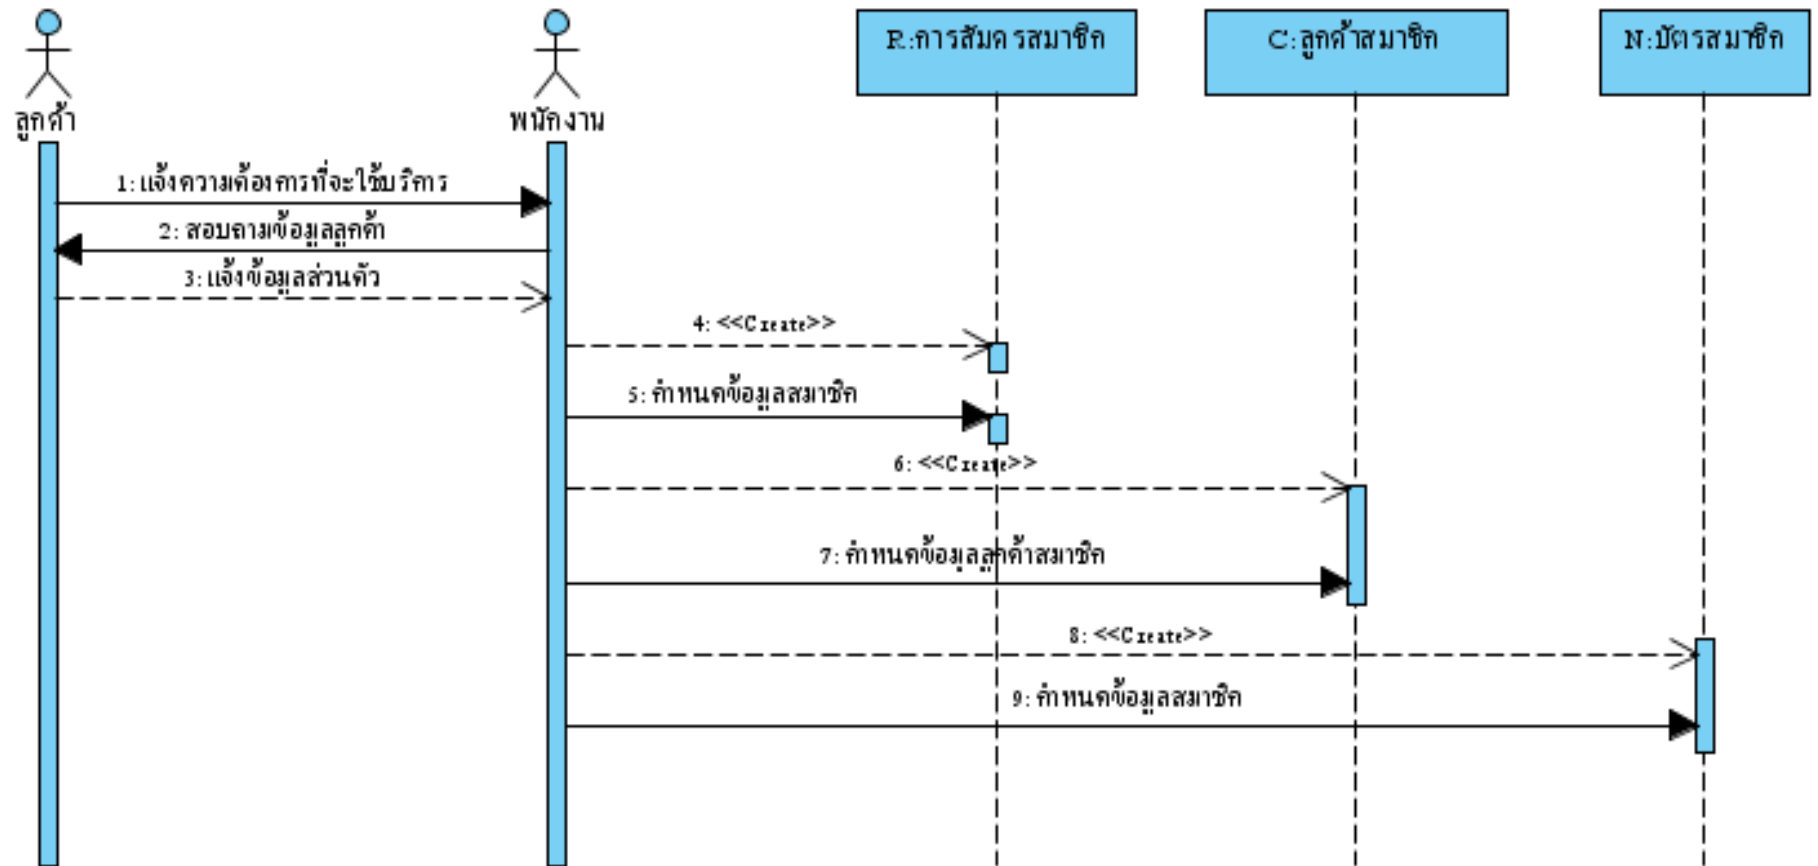 R:การสมัครสมาชิก
C:ลูกค้าสมาชิก
N:บัตรสมาชิก
ลูกค้า
พนักงาน
1:แจ้งความต้องการที่จะใช้บริการ
2: สอบถามข้อมูลลูกค้า
3:แจ้งข้อมูลส่วนตัว
4: <<Create>>
5: กำหนดข้อมูลสมาชิก
6: <<Create>>
7: กำหนดข้อมูลลูกค้าสมาชิก
8: <<Create>>
9: กำหนดข้อมูลสมาชิก